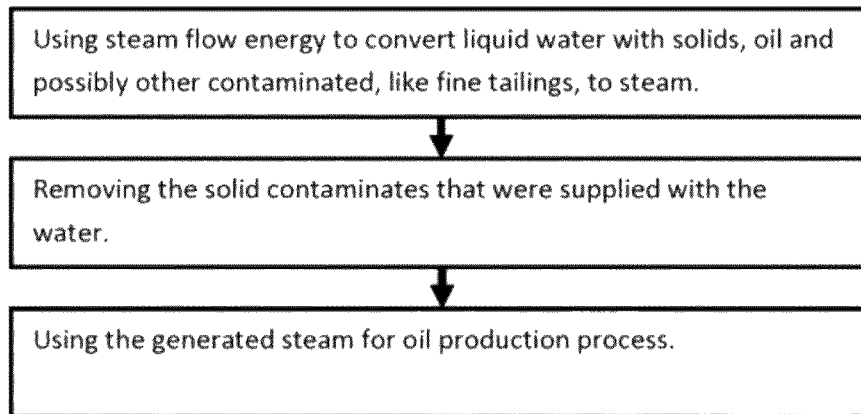 Using steam flow energy to convert liquid water with solids, oil and
possibly other contaminated, like fine tailings, to steam.
Removing the solid contaminates that were supplied with the
water.
Using the generated steam for oil production process.